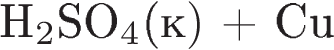 H₂SO₄(к) + Cu